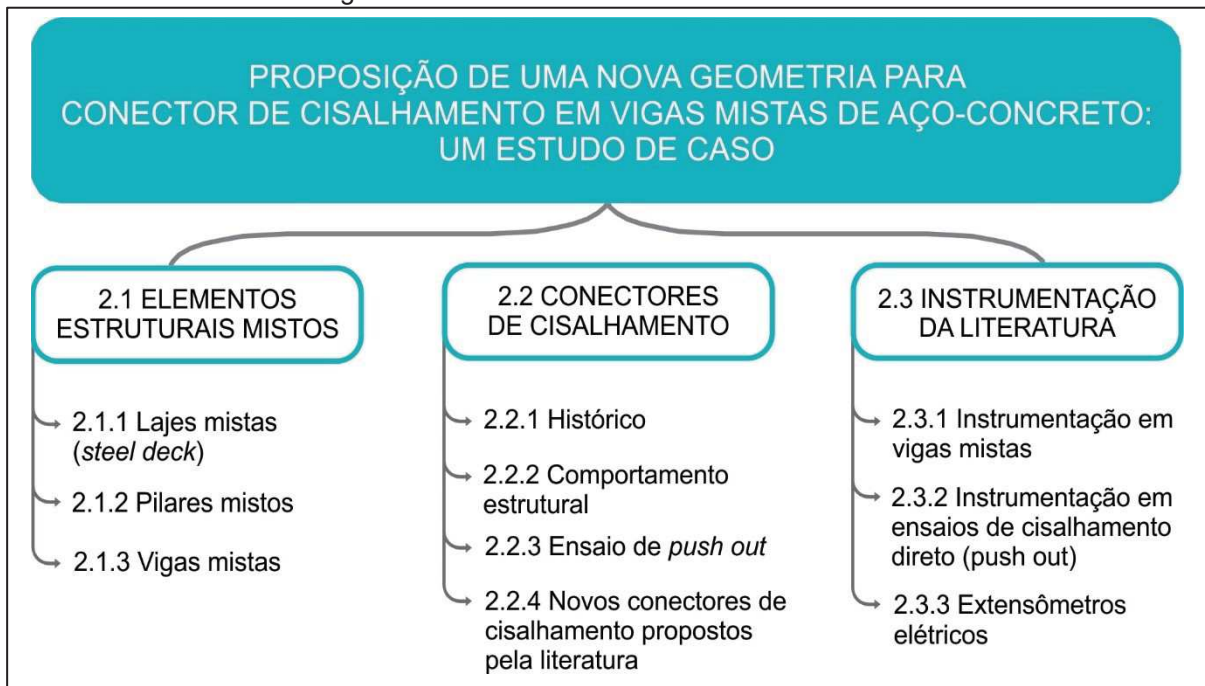 PROPOSIÇÃO DE UMA NOVA GEOMETRIA PARA
CONECTOR DE CISALHAMENTO EM VIGAS MISTAS DE AÇO-CONCRETO:
UM ESTUDO DE CASO
2.1 ELEMENTOS
ESTRUTURAIS MISTOS
2.1.1 Lajes mistas
(steel deck)
2.1.2 Pilares mistos
2.1.3 Vigas mistas
2.2 CONECTORES
DE CISALHAMENTO
2.2.1 Histórico
2.2.2 Comportamento
estrutural
2.2.3 Ensaio de push out
2.2.4 Novos conectores de
cisalhamento propostos
pela literatura
2.3 INSTRUMENTAÇÃO
DA LITERATURA
2.3.1 Instrumentação em
vigas mistas
2.3.2 Instrumentação em
ensaios de cisalhamento
direto (push out)
2.3.3 Extensômetros
elétricos